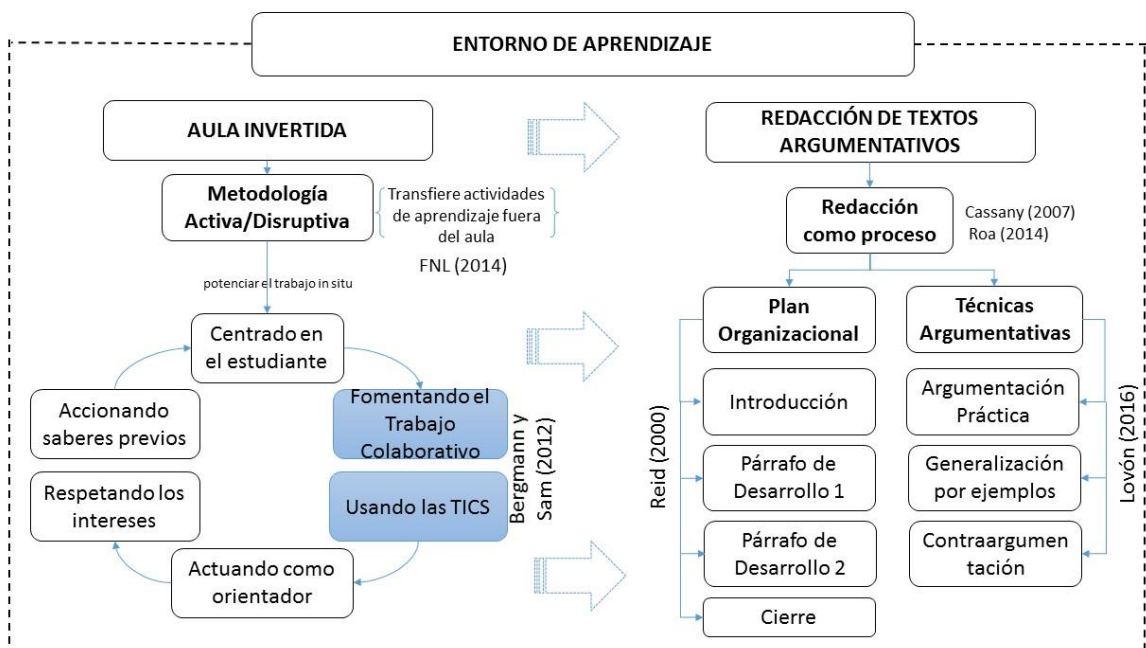 ENTORNO DE APRENDIZAJE
AULA INVERTIDA
Metodología
Activa/Disruptiva
Transfiere actividades
de aprendizaje fuera
del aula
FNL (2014)
potenciar el trabajo in situ
Centrado en
el estudiante
Fomentando el
Trabajo
Colaborativo
Usando las TICS
Bergmann y
Sam (2012)
Actuando como
orientador
Respetando los
intereses
Accionando
saberes previos
REDACCIÓN DE TEXTOS
ARGUMENTATIVOS
Redacción
como proceso
Cassany (2007)
Roa (2014)
Plan
Organizacional
Reid (2000)
Introducción
Párrafo de
Desarrollo 1
Párrafo de
Desarrollo 2
Cierre
Técnicas
Argumentativas
Argumentación
Práctica
Generalización
por ejemplos
Contraargumen
tación
Lovón (2016)